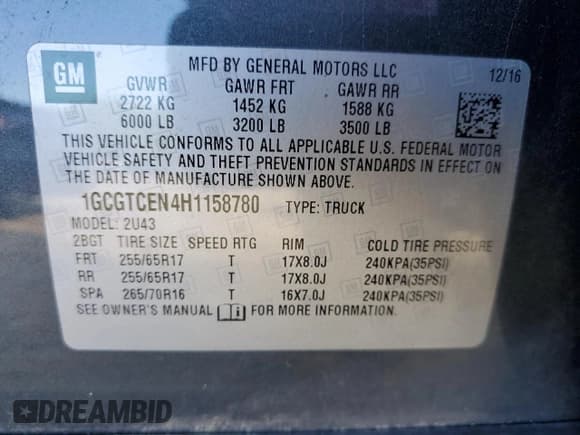 GM
MFD BY GENERAL MOTORS LLC
12/16
GVWR GAWR FRT GAWR RR
2722 KG 1452 KG 1588 KG
6000 LB 3200 LB 3500 LB
THIS VEHICLE CONFORMS TO ALL APPLICABLE U.S. FEDERAL MOTOR
VEHICLE SAFETY AND THEFT PREVENTION STANDARDS IN EFFECT ON
THE DATE OF MANUFACTURE SHOWN ABOVE.
1GCGTCEN4H1158780 TYPE: TRUCK
MODEL: 2U43
2BGT TIRE SIZE SPEED RTG RIM COLD TIRE PRESSURE
FRT 255/65R17 T 17X8.0J 240KPA(35PSI)
RR 255/65R17 T 17X8.0J 240KPA(35PSI)
SPA 265/70R16 T 16X7.0J 240KPA(35PSI)
SEE OWNER'S MANUAL FOR MORE INFORMATION.
DREAMBID